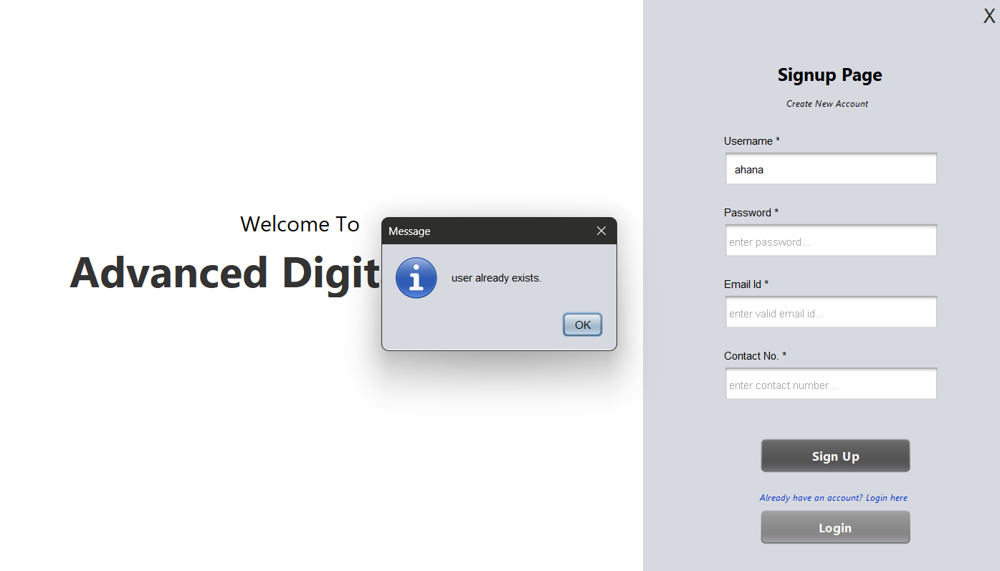 Welcome To
Advanced Digit
Message
user already exists.
OK
X
Signup Page
Create New Account
Username *
ahana
Password *
enter password...
Email Id *
enter valid email id...
Contact No. *
enter contact number...
Sign Up
Already have an account? Login here
Login